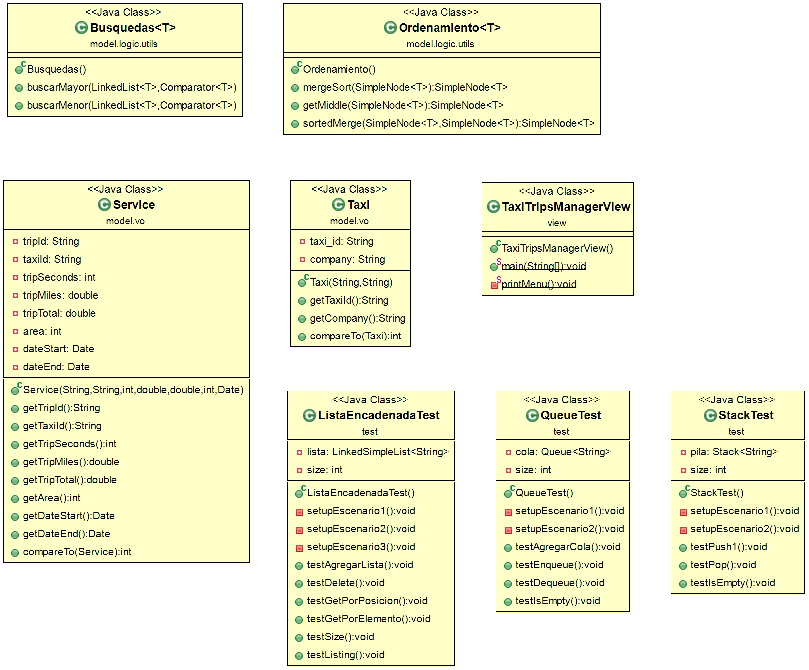 <<Java Class>>
Busquedas<T>
model.logic.utils
Busquedas()
buscarMayor(LinkedList<T>,Comparator<T>)
buscarMenor(LinkedList<T>,Comparator<T>)
<<Java Class>>
Ordenamiento<T>
model.logic.utils
Ordenamiento()
mergeSort(SimpleNode<T>):SimpleNode<T>
getMiddle(SimpleNode<T>):SimpleNode<T>
sortedMerge(SimpleNode<T>,SimpleNode<T>):SimpleNode<T>
<<Java Class>>
Service
model.vo
tripId: String
taxiId: String
tripSeconds: int
tripMiles: double
tripTotal: double
area: int
dateStart: Date
dateEnd: Date
Service(String,String,int,double,double,int,Date)
getTripId():String
getTaxiId():String
getTripSeconds():int
getTripMiles():double
getTripTotal():double
getArea():int
getDateStart():Date
getDateEnd():Date
compareTo(Service):int
<<Java Class>>
Taxi
model.vo
taxi_id: String
company: String
Taxi(String,String)
getTaxiId():String
getCompany():String
compareTo(Taxi):int
<<Java Class>>
TaxiTripsManagerView
view
TaxiTripsManagerView()
main(String[]):void
printMenu():void
<<Java Class>>
ListaEncadenadaTest
test
lista: LinkedSimpleList<String>
size: int
ListaEncadenadaTest()
setupEscenario1():void
setupEscenario2():void
setupEscenario3():void
testAgregarLista():void
testDelete():void
testGetPorPosicion():void
testGetPorElemento():void
testSize():void
testListing():void
<<Java Class>>
QueueTest
test
cola: Queue<String>
size: int
QueueTest()
setupEscenario1():void
setupEscenario2():void
testAgregarCola():void
testEnqueue():void
testDequeue():void
testIsEmpty():void
<<Java Class>>
StackTest
test
pila: Stack<String>
size: int
StackTest()
setupEscenario1():void
setupEscenario2():void
testPush1():void
testPop():void
testIsEmpty():void